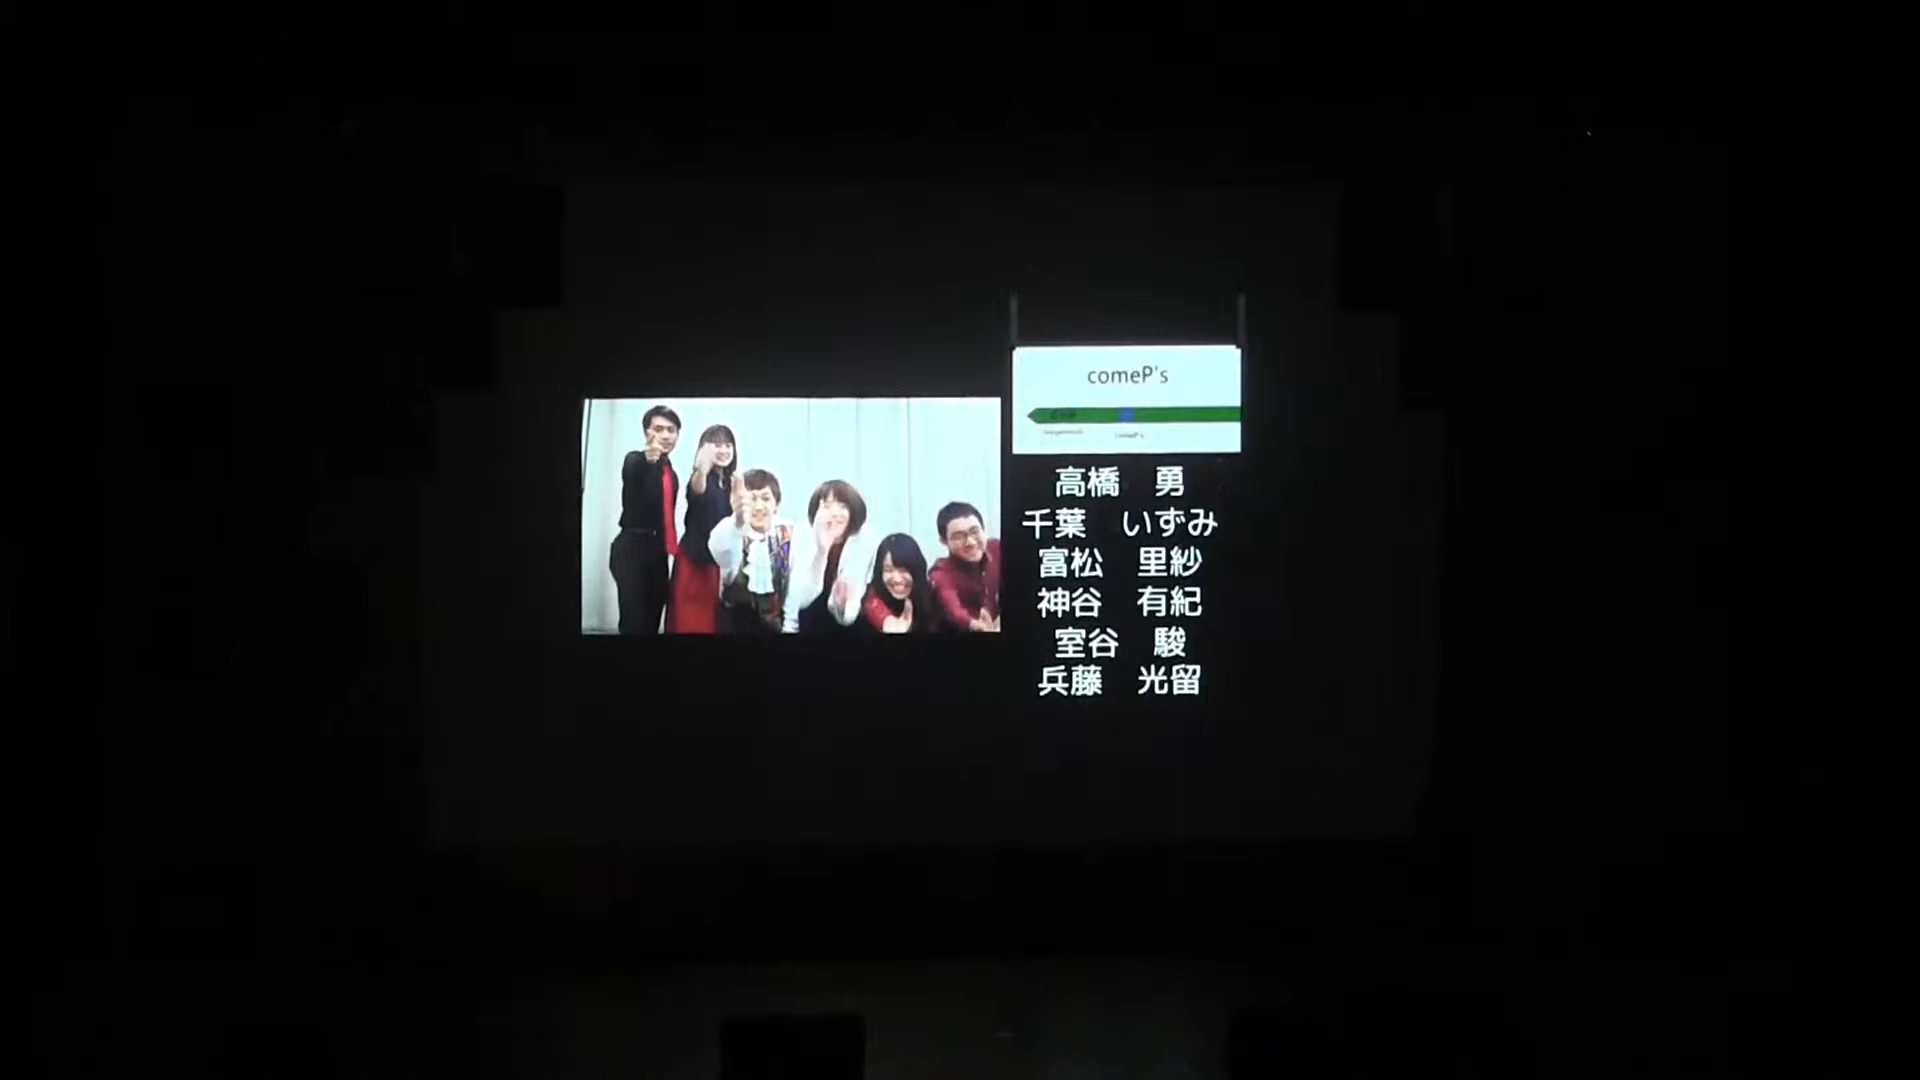 comeP's
comeP's
高橋　勇
千葉　いずみ
富松　里紗
神谷　有紀
室谷　駿
兵藤　光留